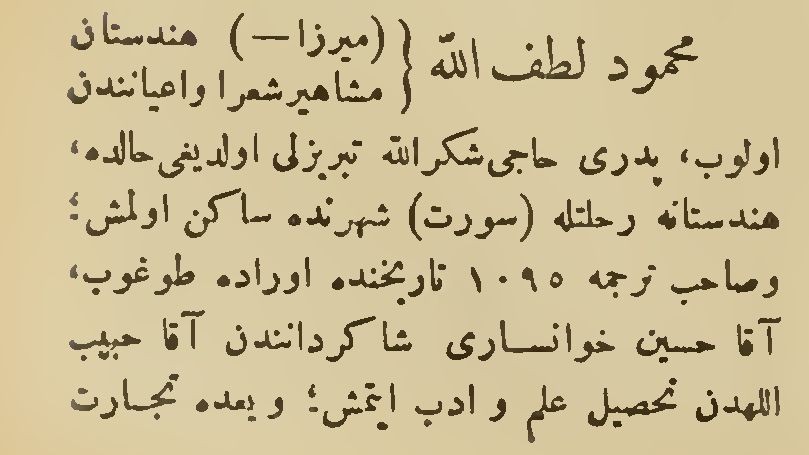 محمود لطف الله { (میرزا —) هندستان
مشاهیر شعرا واعیانندن
اولوب، پدری حاجی شکرالله تبریزلی اولدیغی حالده،
هندستانه رحلتله (سورت) شهرنده ساکن اولمش؛
وصاحب ترجمه ۱۰۹۵ تاریخنده اوراده طوغوب،
آقا حسین خوانساری شاکردانندن آقا حبیب
اللهدن تحصیل علم و ادب ایتمش؛ و بعده تجارت